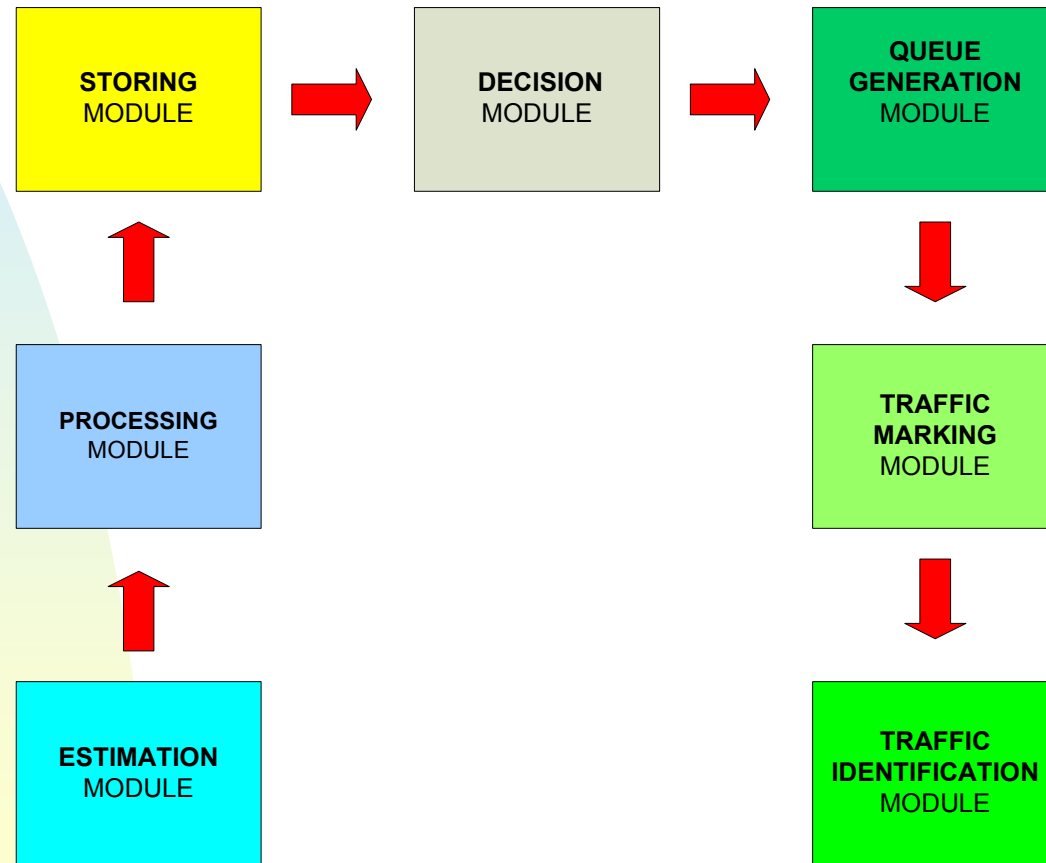 STORING
MODULE
DECISION
MODULE
QUEUE
GENERATION
MODULE
PROCESSING
MODULE
TRAFFIC
MARKING
MODULE
ESTIMATION
MODULE
TRAFFIC
IDENTIFICATION
MODULE